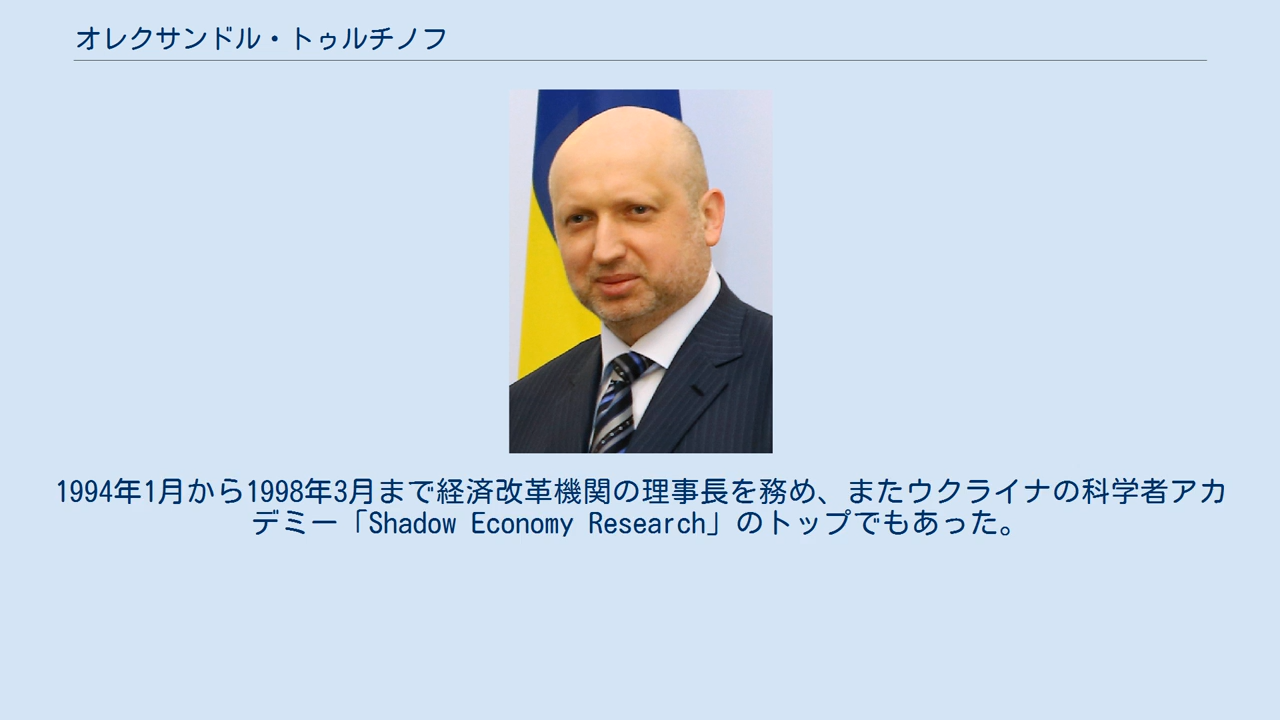 オレクサンドル・トゥルチノフ
1994年1月から1998年3月まで経済改革機関の理事長を務め、またウクライナの科学者アカ
デミー「Shadow Economy Research」のトップでもあった。